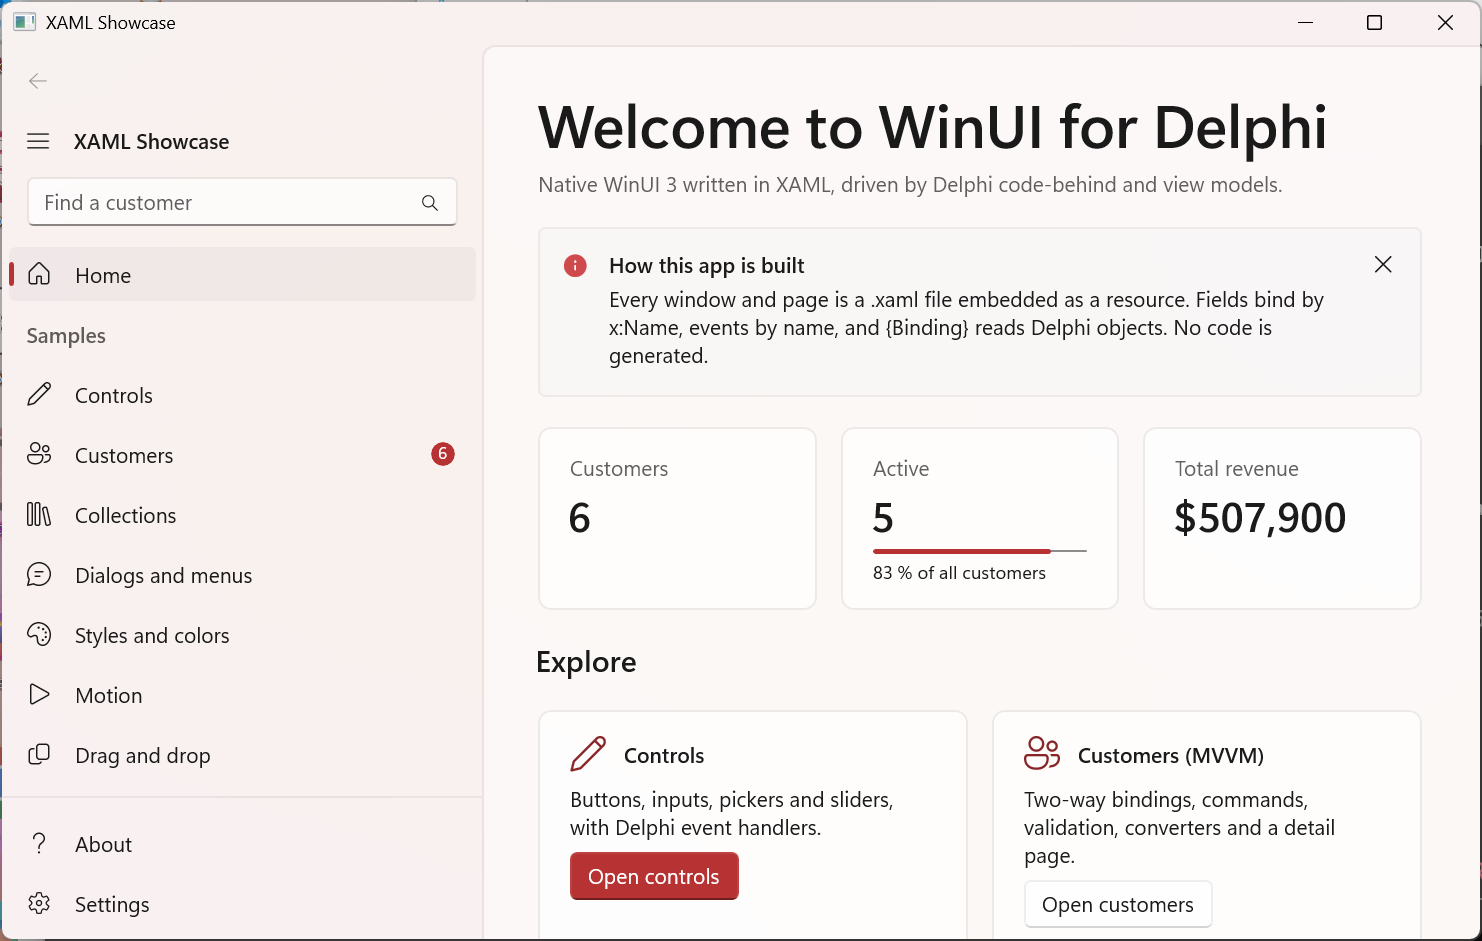 XAML Showcase
XAML Showcase
Find a customer
Home
Samples
Controls
Customers
6
Collections
Dialogs and menus
Styles and colors
Motion
Drag and drop
About
Settings
Welcome to WinUI for Delphi
Native WinUI 3 written in XAML, driven by Delphi code-behind and view models.
How this app is built
Every window and page is a .xaml file embedded as a resource. Fields bind by
x:Name, events by name, and {Binding} reads Delphi objects. No code is
generated.
Customers
6
Active
5
83 % of all customers
Total revenue
$507,900
Explore
Controls
Buttons, inputs, pickers and sliders,
with Delphi event handlers.
Open controls
Customers (MVVM)
Two-way bindings, commands,
validation, converters and a detail
page.
Open customers